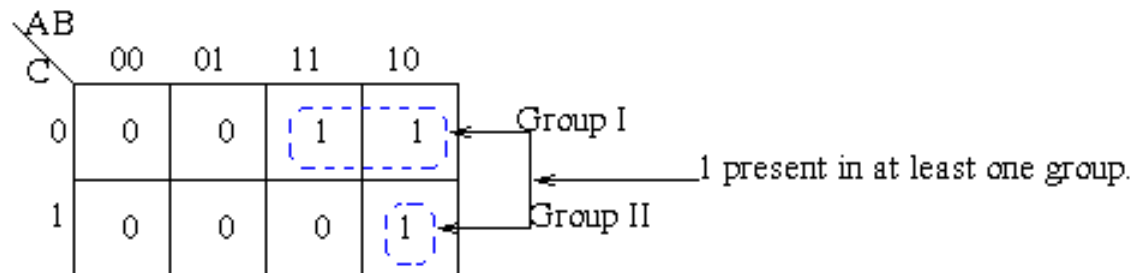 AB
C
00 01 11 10
0 0 0 1 1 Group I
1 present in at least one group.
1 0 0 0 1 Group II